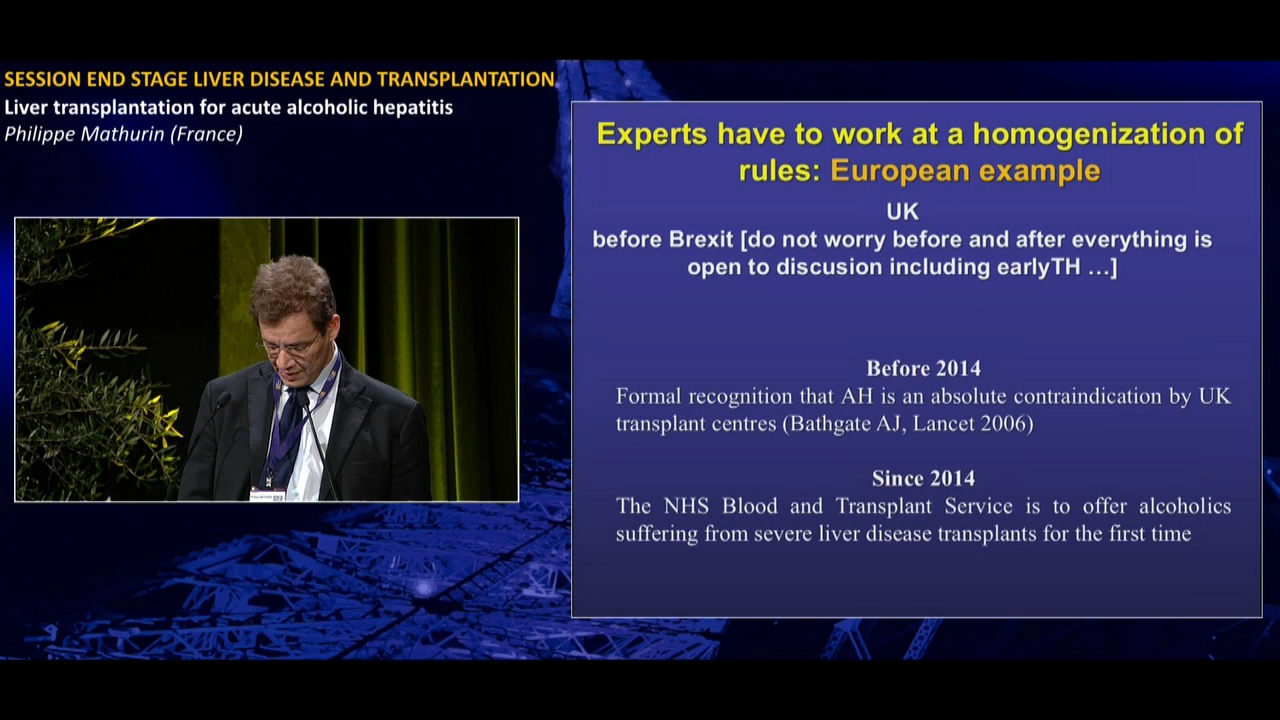 SESSION END STAGE LIVER DISEASE AND TRANSPLANTATION
Liver transplantation for acute alcoholic hepatitis
Philippe Mathurin (France)
Experts have to work at a homogenization of
rules: European example
UK
before Brexit [do not worry before and after everything is
open to discusion including earlyTH ...]
Before 2014
Formal recognition that AH is an absolute contraindication by UK
transplant centres (Bathgate AJ, Lancet 2006)
Since 2014
The NHS Blood and Transplant Service is to offer alcoholics
suffering from severe liver disease transplants for the first time